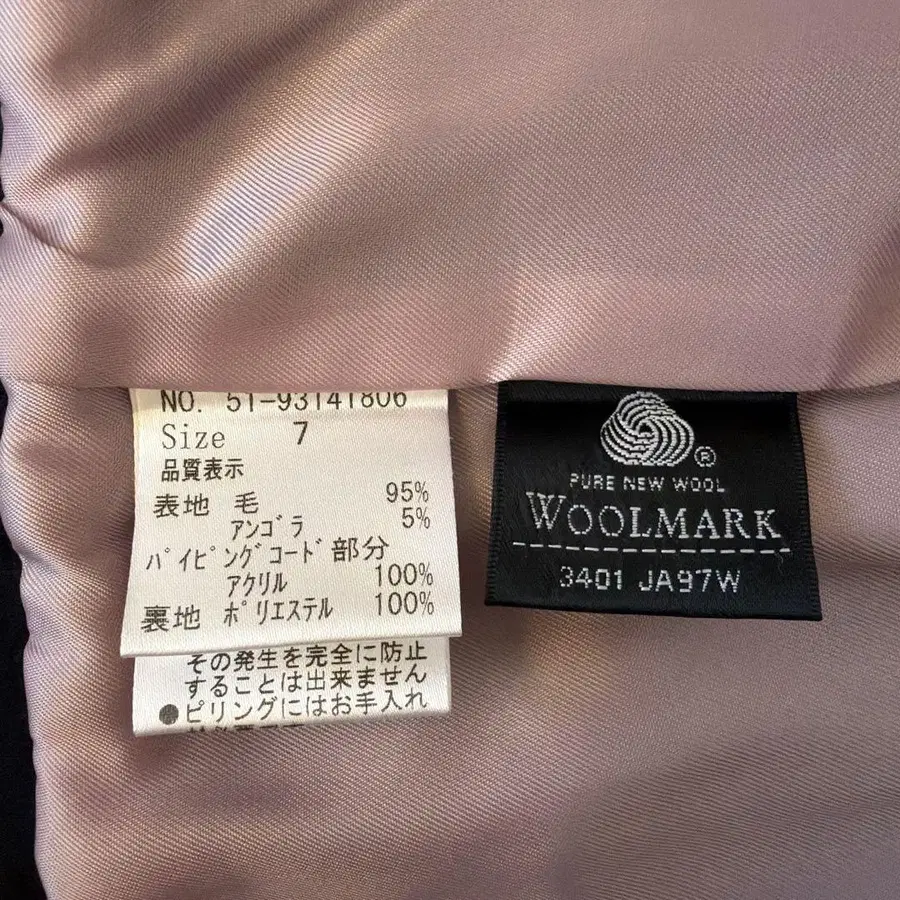 NO. 51-93141806
Size 7
品質表示
表地 毛 95%
アンゴラ 5%
パイピングコード部分
アクリル 100%
裏地 ポリエステル 100%
その発生を完全に防止
することは出来ません
●ピリングにはお手入れ
®
PURE NEW WOOL
WOOLMARK
3401 JA97W